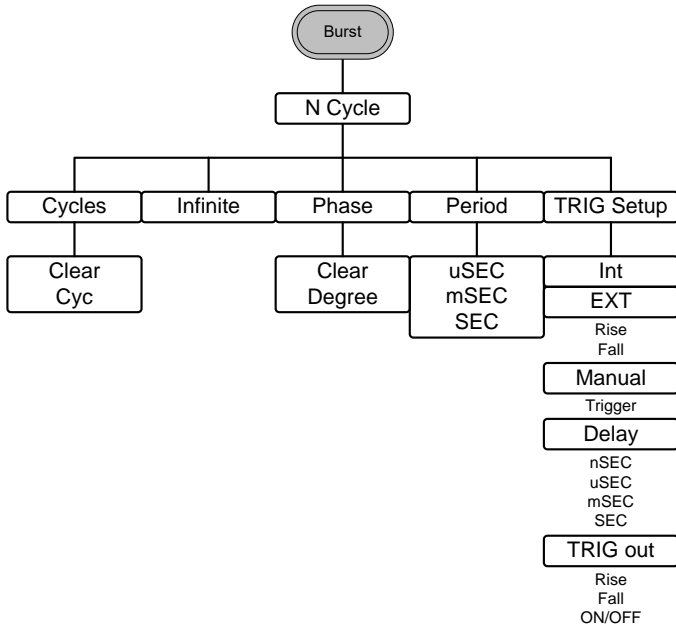 Burst
N Cycle
Cycles
Infinite
Phase
Period
TRIG Setup
Clear
Cyc
Clear
Degree
uSEC
mSEC
SEC
Int
EXT
Rise
Fall
Manual
Trigger
Delay
nSEC
uSEC
mSEC
SEC
TRIG out
Rise
Fall
ON/OFF